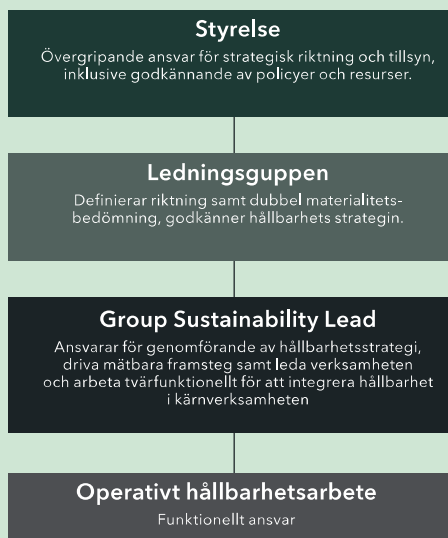 Styrelse
Övergripande ansvar för strategisk riktning och tillsyn,
inklusive godkännande av policyer och resurser.
Ledningsguppen
Definierar riktning samt dubbel materialitets-
bedömning, godkänner hållbarhets strategin.
Group Sustainability Lead
Ansvarar för genomförande av hållbarhetsstrategi,
driva mätbara framsteg samt leda verksamheten
och arbeta tvärfunktionellt för att integrera hållbarhet
i kärnverksamheten
Operativt hållbarhetsarbete
Funktionellt ansvar